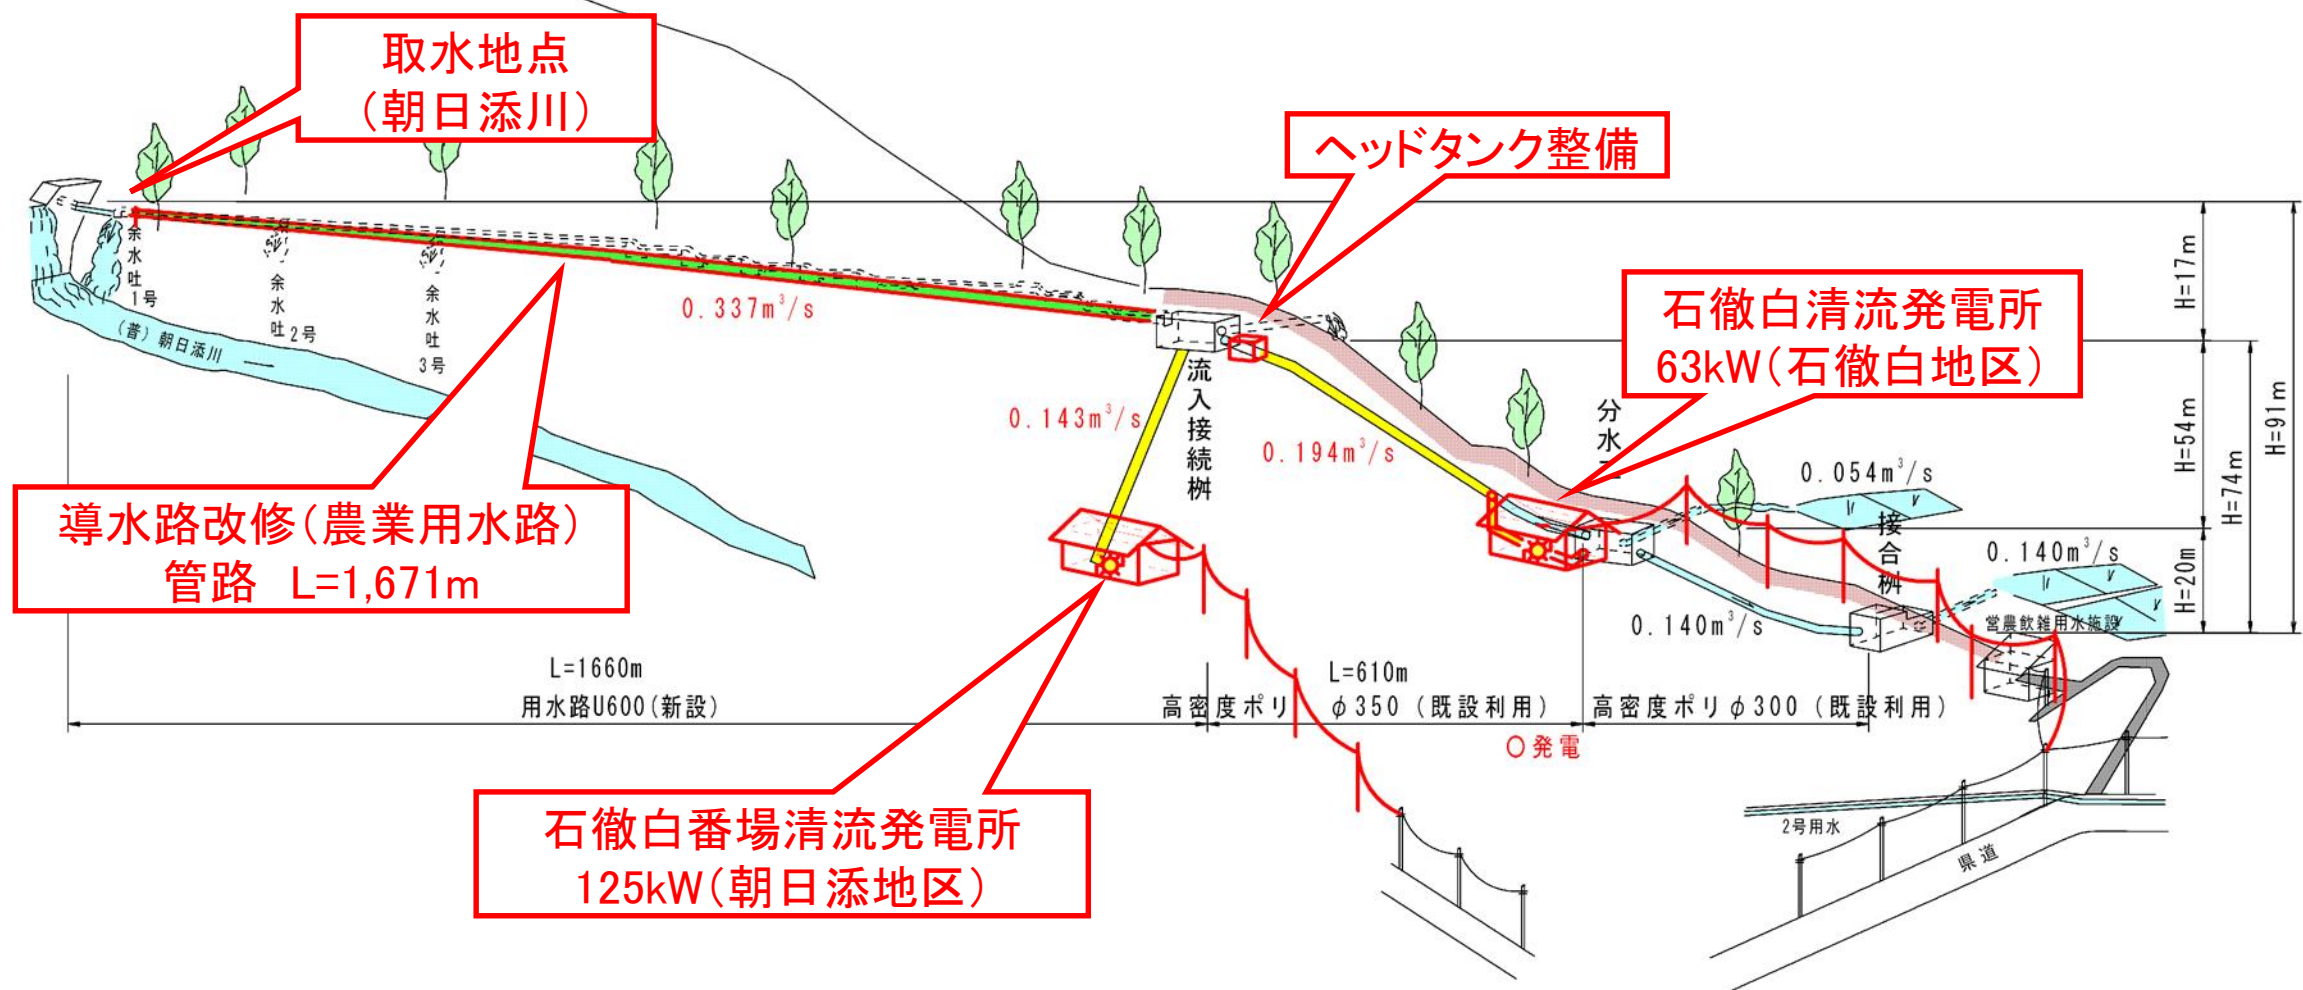 取水地点
（朝日添川）
ヘッドタンク整備
石徹白清流発電所
63kW（石徹白地区）
余水吐1号
余水吐2号
余水吐3号
（普）朝日添川
0.337m³/s
流入接続桝
0.143m³/s
0.194m³/s
分水
0.054m³/s
接合桝
0.140m³/s
0.140m³/s
営農飲雑用水施設
H=17m
H=54m
H=20m
H=74m
H=91m
導水路改修（農業用水路）
管路 L=1,671m
L=1660m
用水路U600（新設）
L=610m
高密度ポリ φ350（既設利用）
高密度ポリφ300（既設利用）
〇発電
石徹白番場清流発電所
125kW（朝日添地区）
2号用水
県道